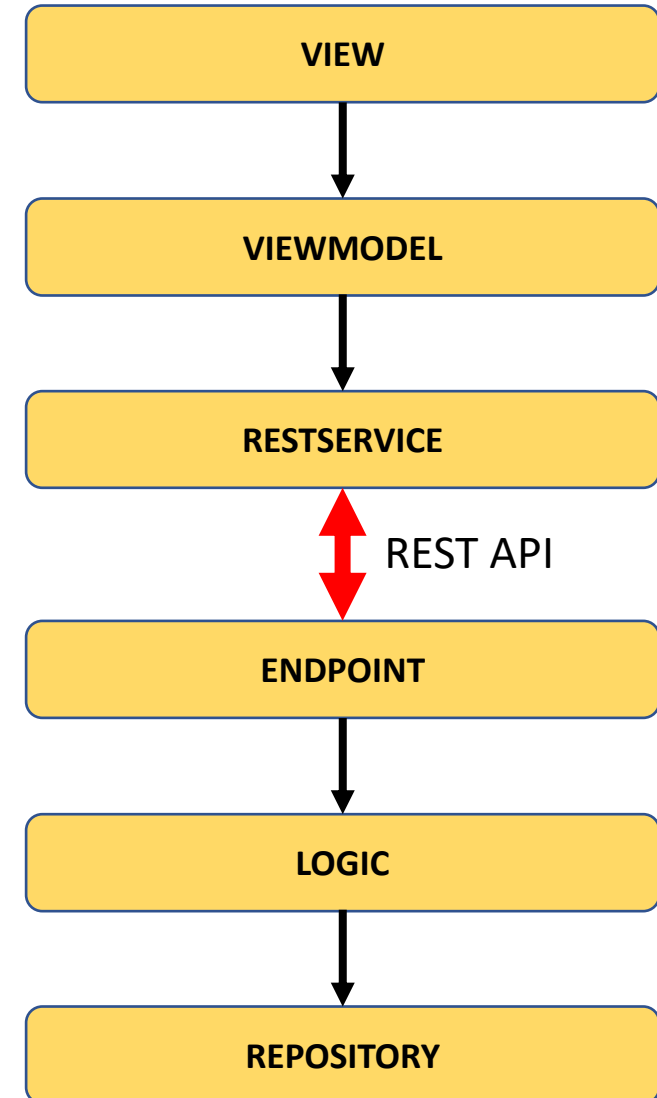 VIEW
VIEWMODEL
RESTSERVICE
REST API
ENDPOINT
LOGIC
REPOSITORY